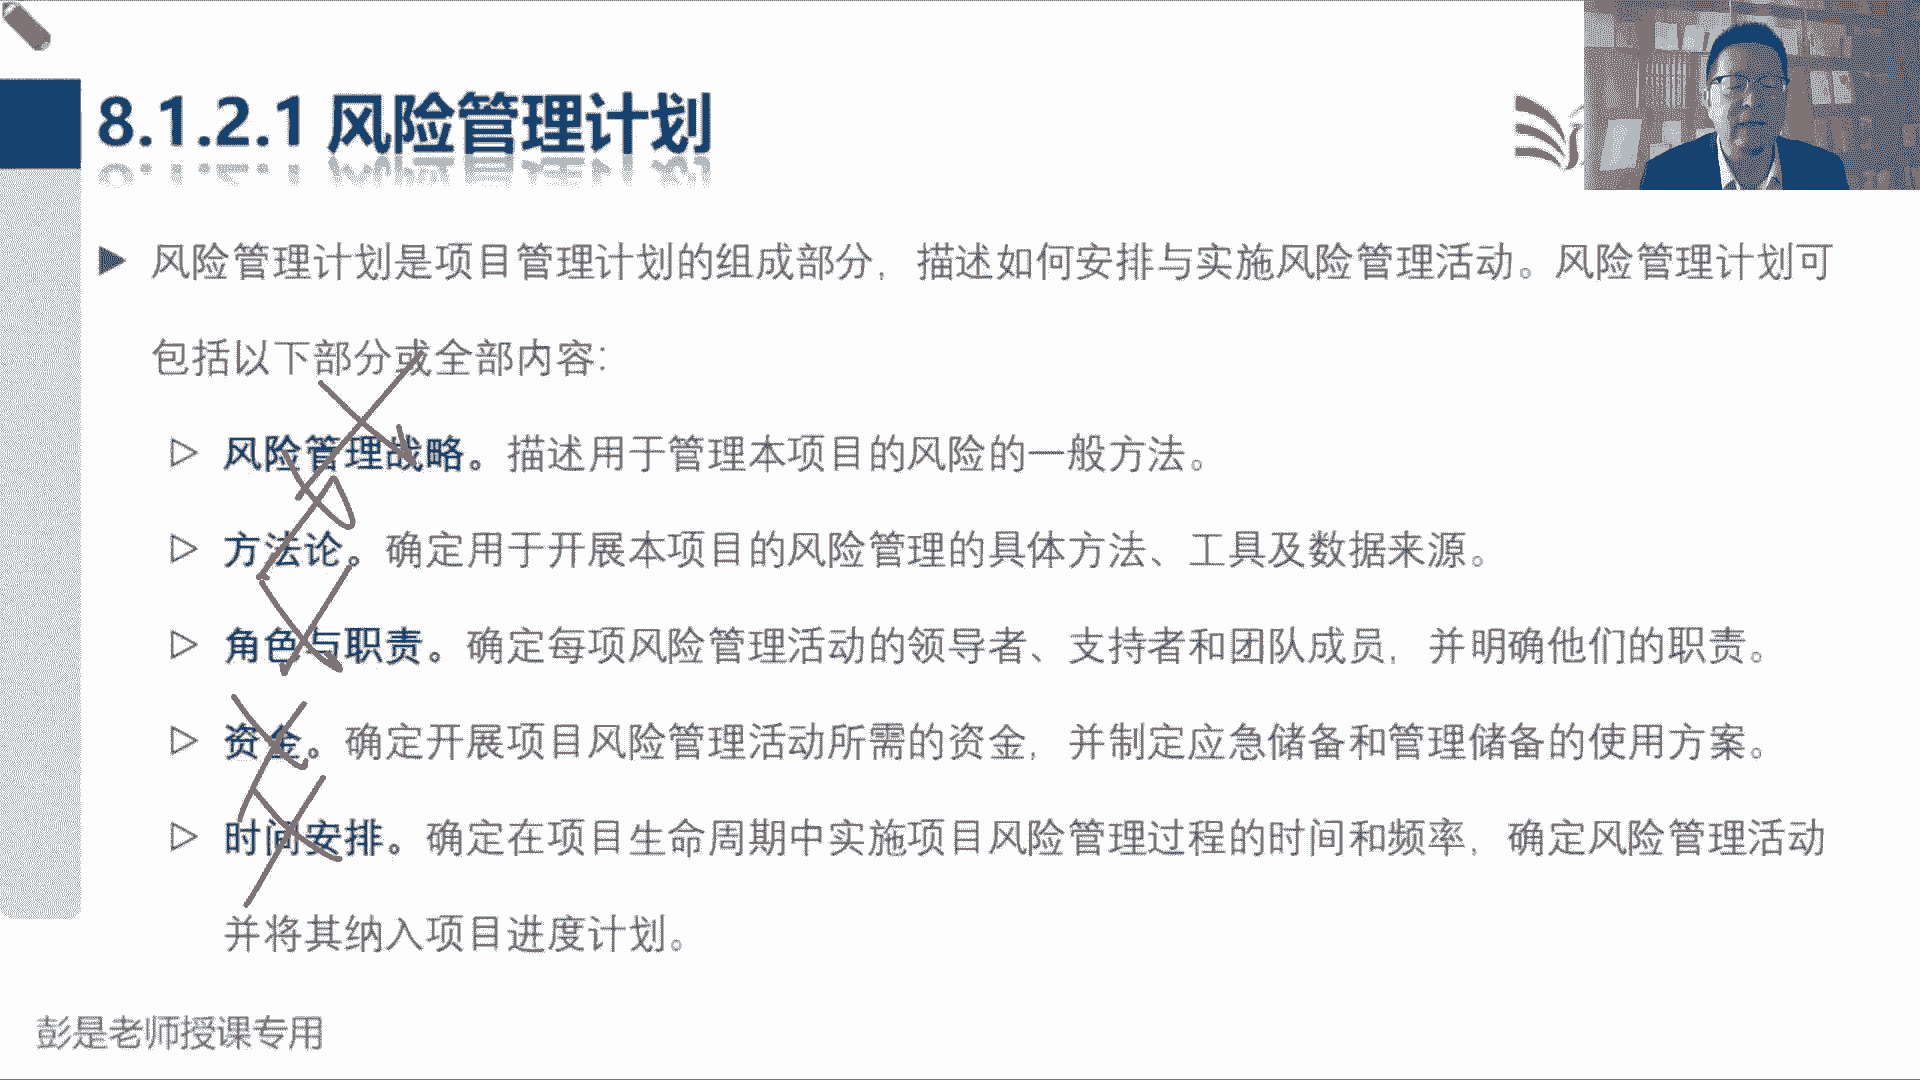 8.1.2.1 风险管理计划
风险管理计划是项目管理计划的组成部分，描述如何安排与实施风险管理活动。风险管理计划可
包括以下部分或全部内容：
风险管理战略。描述用于管理本项目的风险的一般方法。
方法论。确定用于开展本项目的风险管理的具体方法、工具及数据来源。
角色与职责。确定每项风险管理活动的领导者、支持者和团队成员，并明确他们的职责。
资金。确定开展项目风险管理活动所需的资金，并制定应急储备和管理储备的使用方案。
时间安排。确定在项目生命周期中实施项目风险管理过程的时间和频率，确定风险管理活动
并将其纳入项目进度计划。
彭是老师授课专用